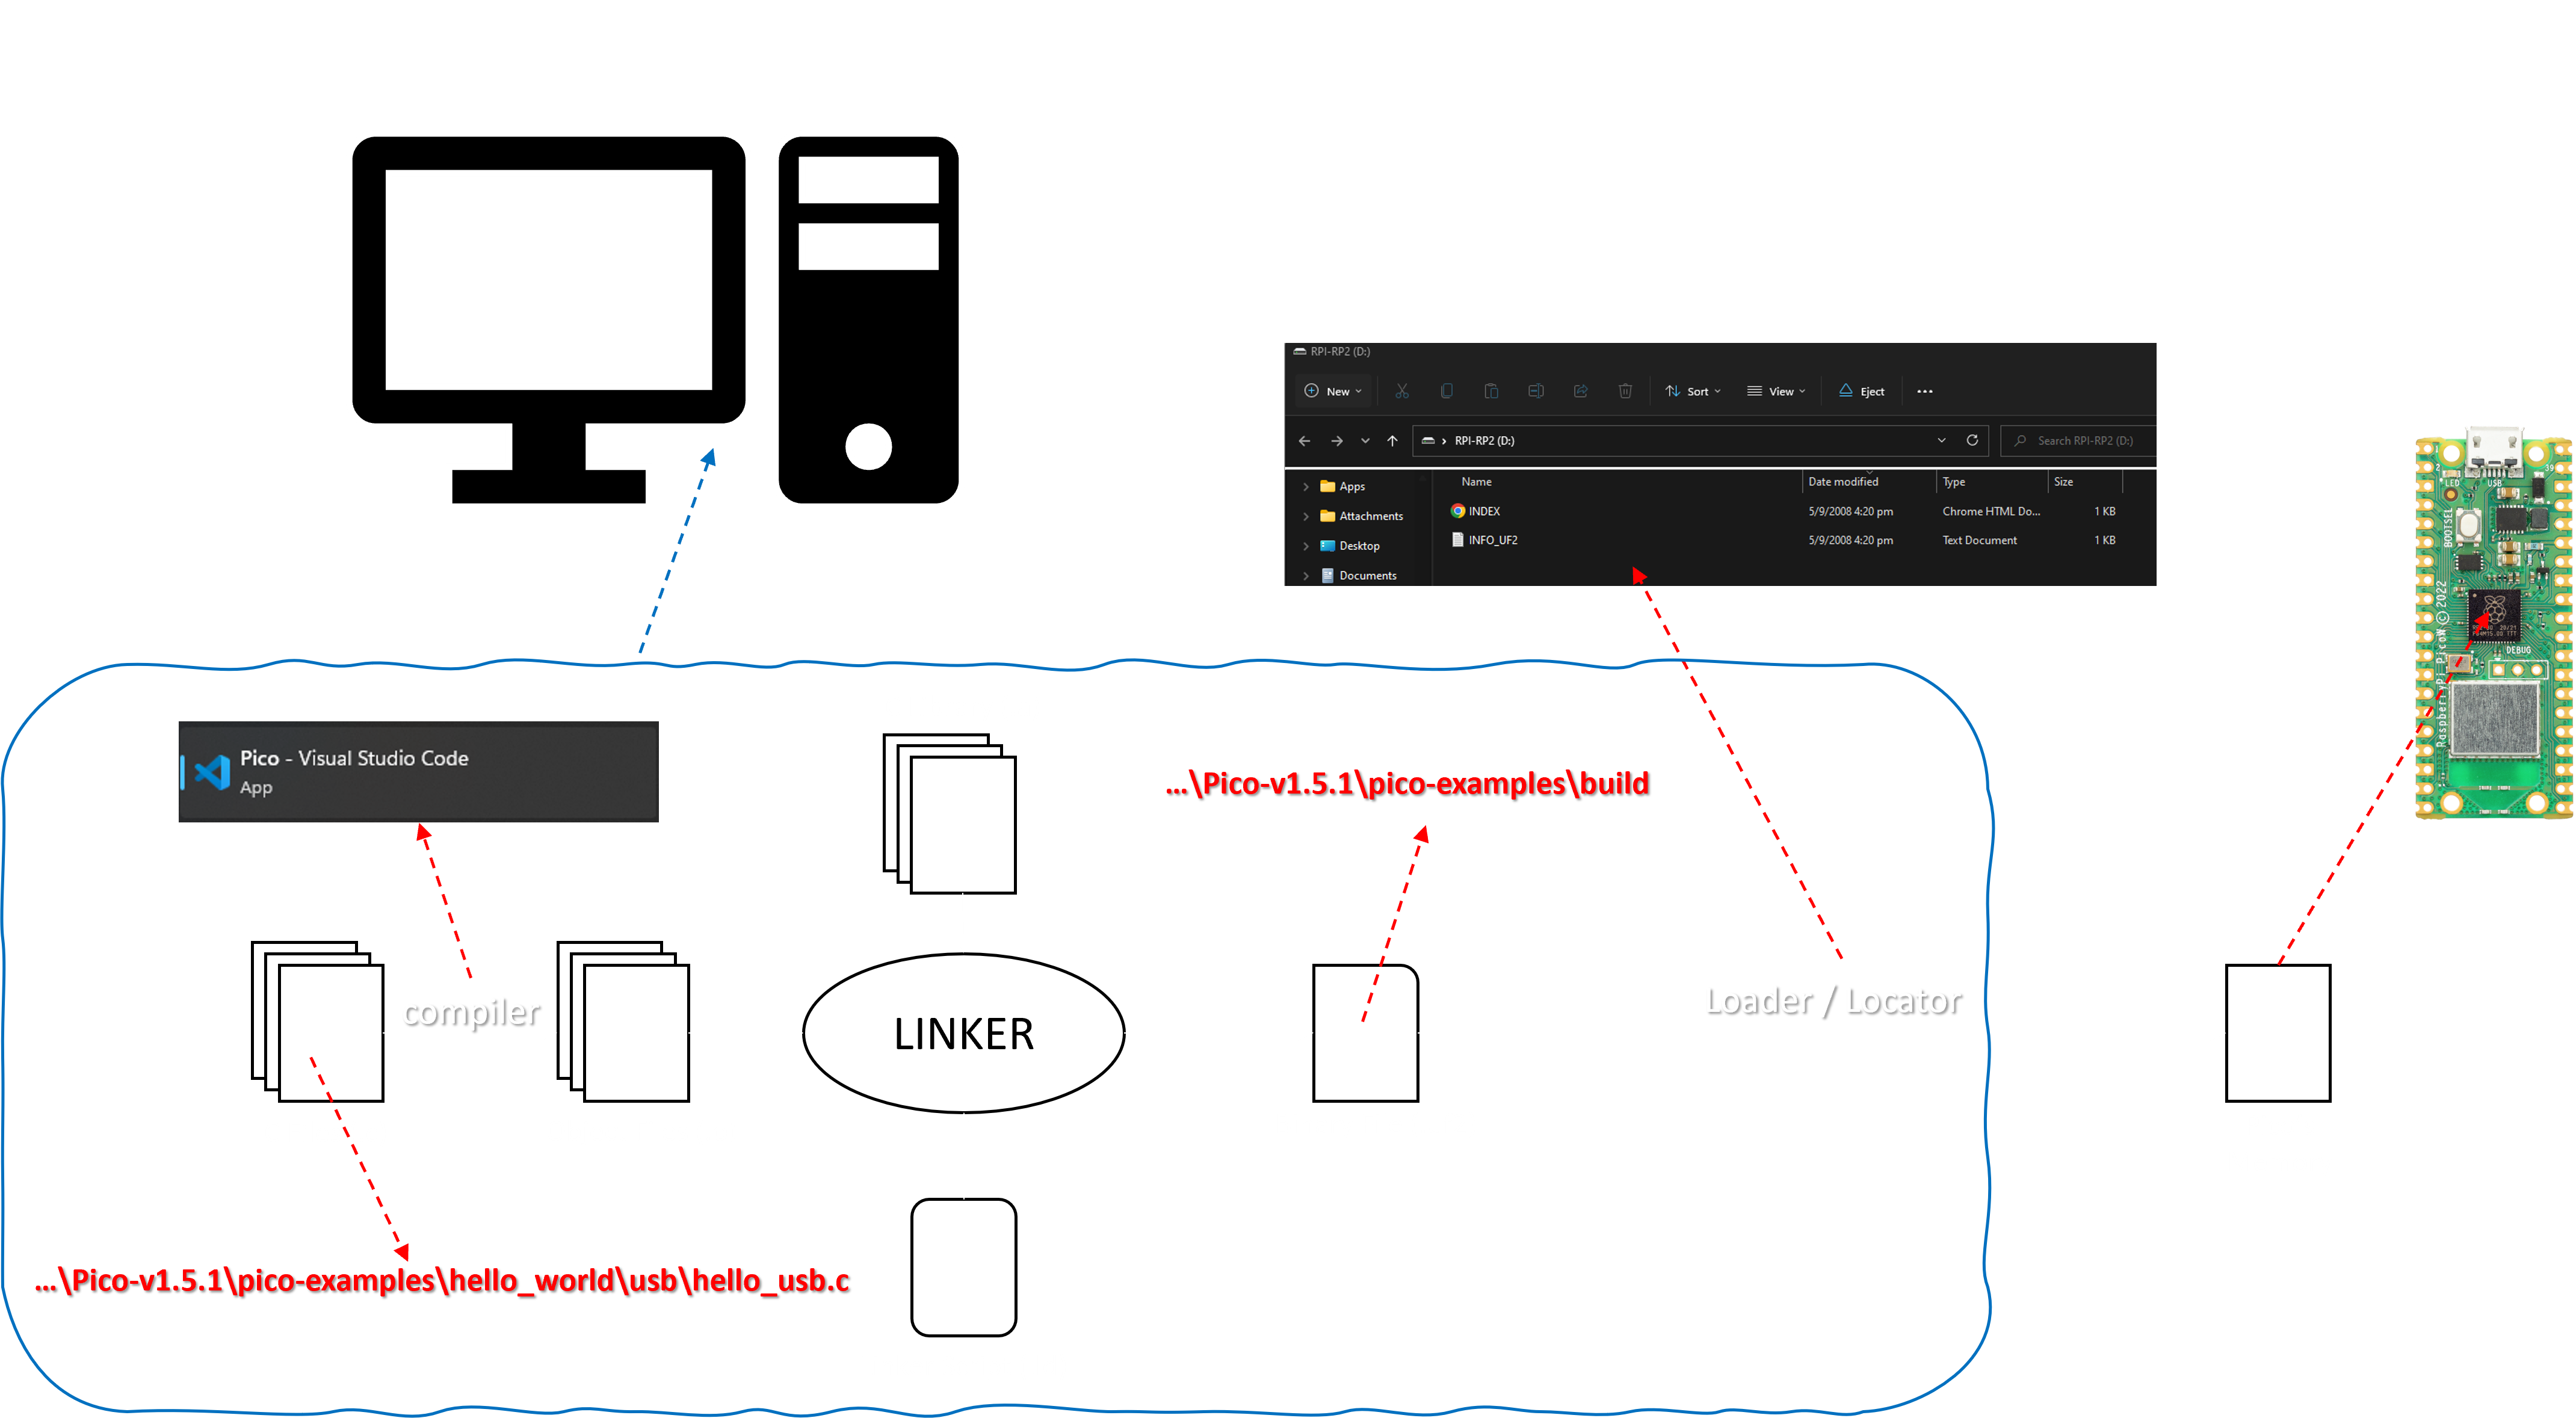 RPI-RP2 (D:)
New
Sort
View
Eject
RPI-RP2 (D:)
Search RPI-RP2 (D:)
Name Date modified Type Size
Apps
INDEX 5/9/2008 4:20 pm Chrome HTML Do... 1 KB
Attachments
INFO_UF2 5/9/2008 4:20 pm Text Document 1 KB
Desktop
Documents
LED
USB
2
39
BOOTSEL
Raspberry Pi Pico W © 2022
DEBUG
Pico - Visual Studio Code
App
...\Pico-v1.5.1\pico-examples\build
compiler
LINKER
Loader / Locator
...\Pico-v1.5.1\pico-examples\hello_world\usb\hello_usb.c